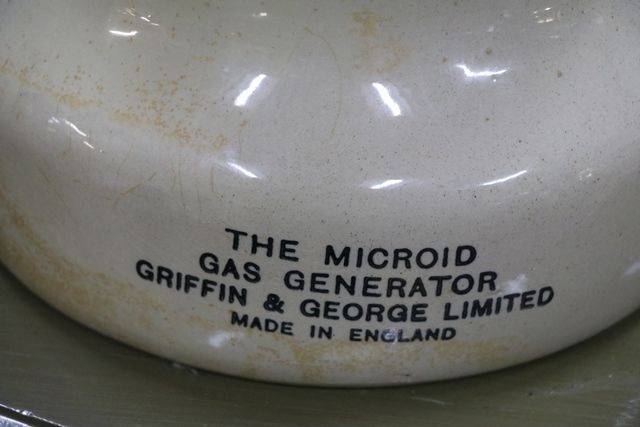 THE MICROID
GAS GENERATOR
GRIFFIN & GEORGE LIMITED
MADE IN ENGLAND